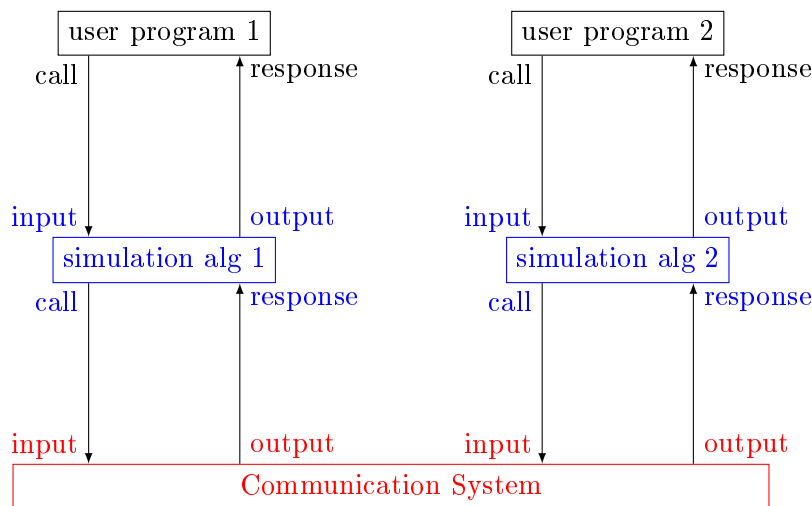 user program 1
user program 2
call
response
call
response
input
output
input
output
simulation alg 1
simulation alg 2
call
response
call
response
input
output
input
output
Communication System